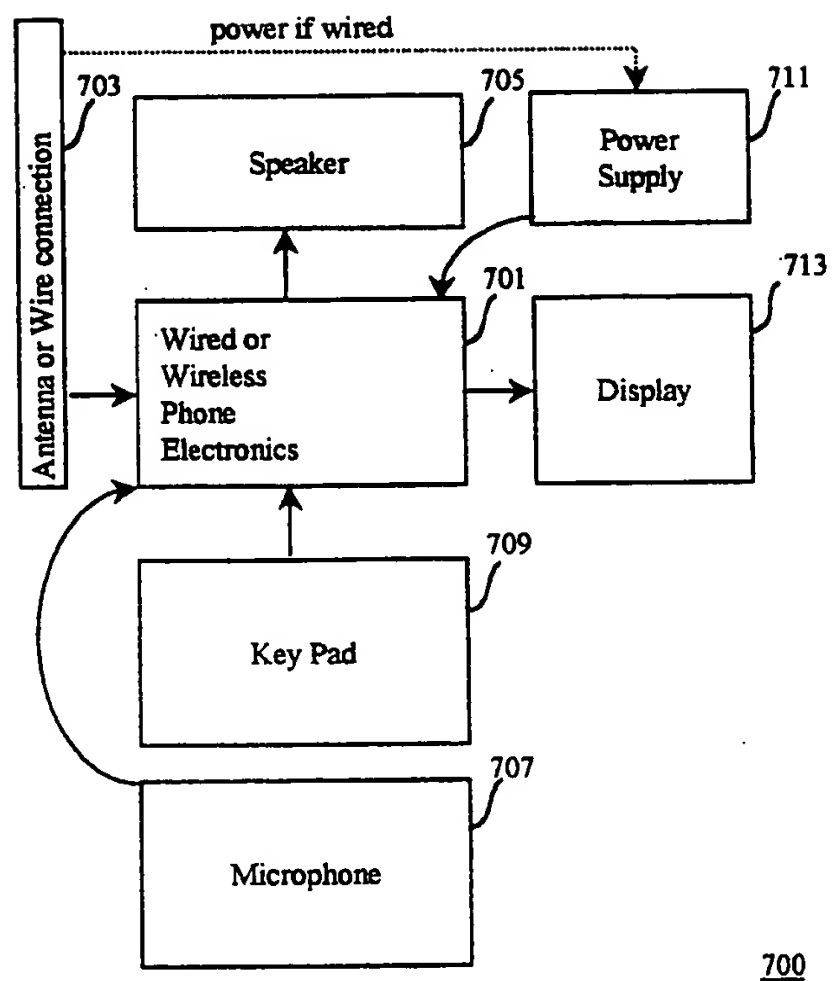 power if wired
703
705
711
Antenna or Wire connection
Speaker
Power
Supply
701
713
Wired or
Wireless
Phone
Electronics
Display
709
Key Pad
707
Microphone
700